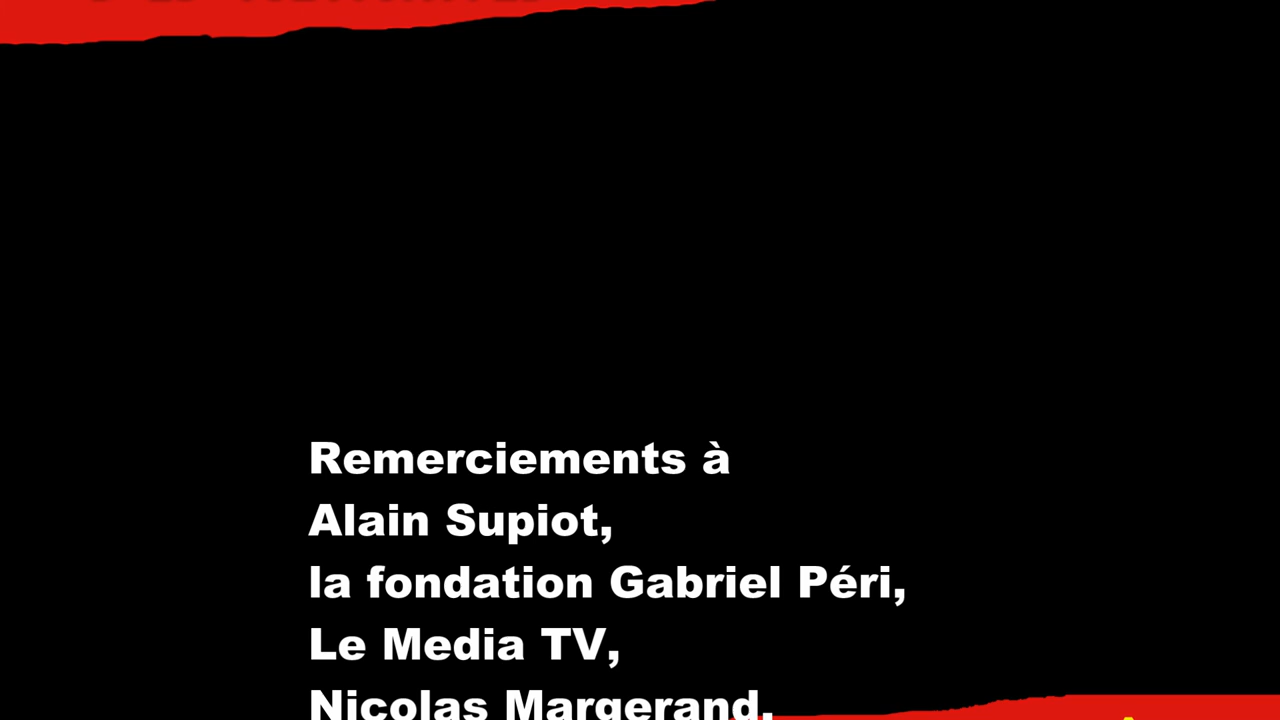 Remerciements à
Alain Supiot,
la fondation Gabriel Péri,
Le Media TV,
Nicolas Margerand,